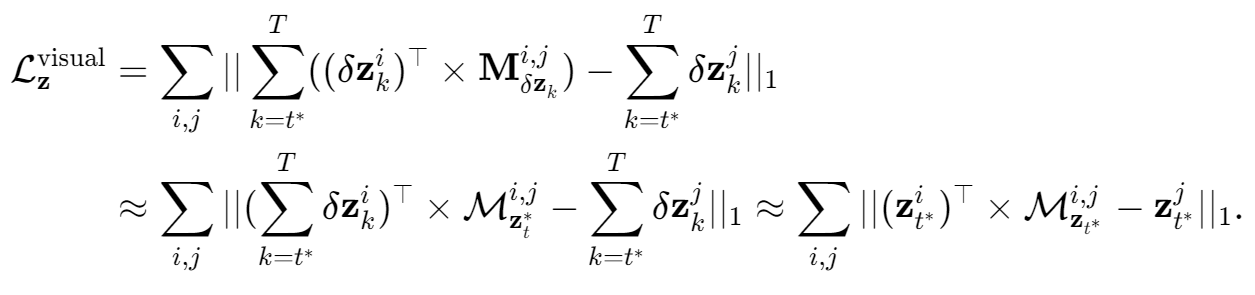 \mathcal{L}_{\mathbf{z}}^{\text{visual}} = \sum_{i,j} || \sum_{k=t^*}^{T} ((\delta \mathbf{z}_k^i)^\top \times \mathbf{M}_{\delta \mathbf{z}_k}^{i,j}) - \sum_{k=t^*}^{T} \delta \mathbf{z}_k^j ||_1
\approx \sum_{i,j} || (\sum_{k=t^*}^{T} \delta \mathbf{z}_k^i)^\top \times \mathcal{M}_{\mathbf{z}_t^*}^{i,j} - \sum_{k=t^*}^{T} \delta \mathbf{z}_k^j ||_1 \approx \sum_{i,j} || (\mathbf{z}_{t^*}^i)^\top \times \mathcal{M}_{\mathbf{z}_{t^*}}^{i,j} - \mathbf{z}_{t^*}^j ||_1.